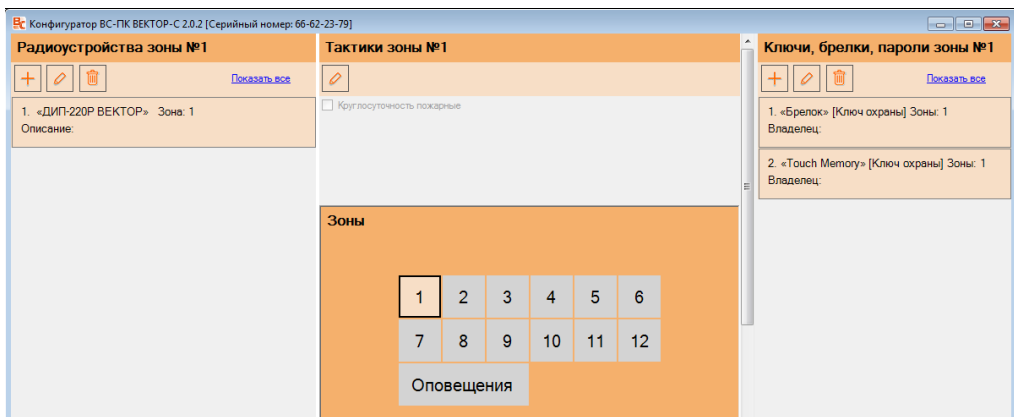 Конфигуратор ВС-ПК ВЕКТОР-С 2.0.2 [Серийный номер: 66-62-23-79]
Радиоустройства зоны №1
Показать все
1. «ДИП-220Р ВЕКТОР» Зона: 1
Описание:
Тактики зоны №1
Круглосуточность пожарные
Зоны
1 2 3 4 5 6
7 8 9 10 11 12
Оповещения
Ключи, брелки, пароли зоны №1
Показать все
1. «Брелок» [Ключ охраны] Зоны: 1
Владелец:
2. «Touch Memory» [Ключ охраны] Зоны: 1
Владелец: